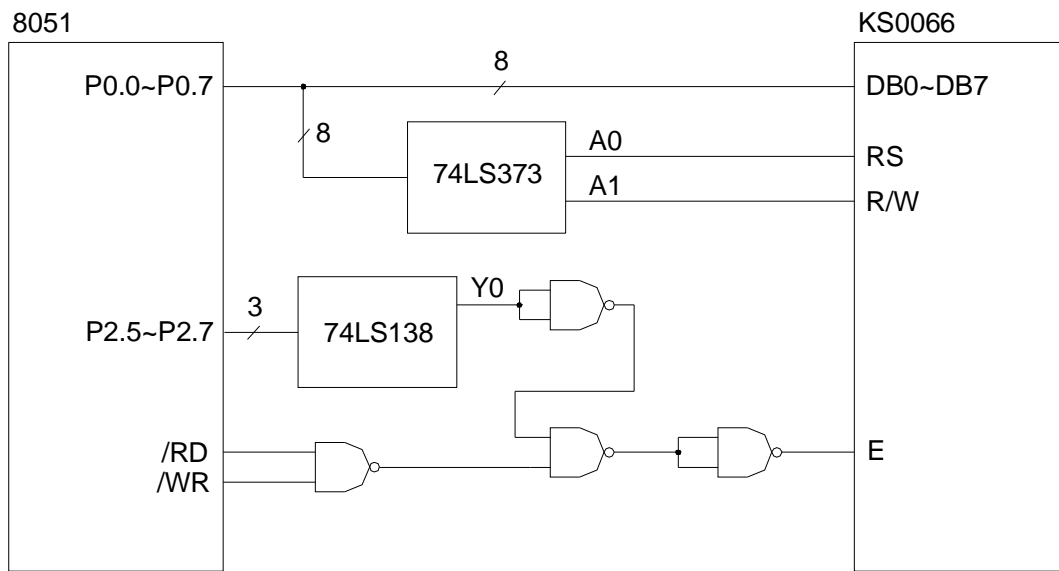 8051
KS0066
P0.0~P0.7
8
DB0~DB7
8
74LS373
A0
RS
A1
R/W
P2.5~P2.7
3
74LS138
Y0
/RD
/WR
E